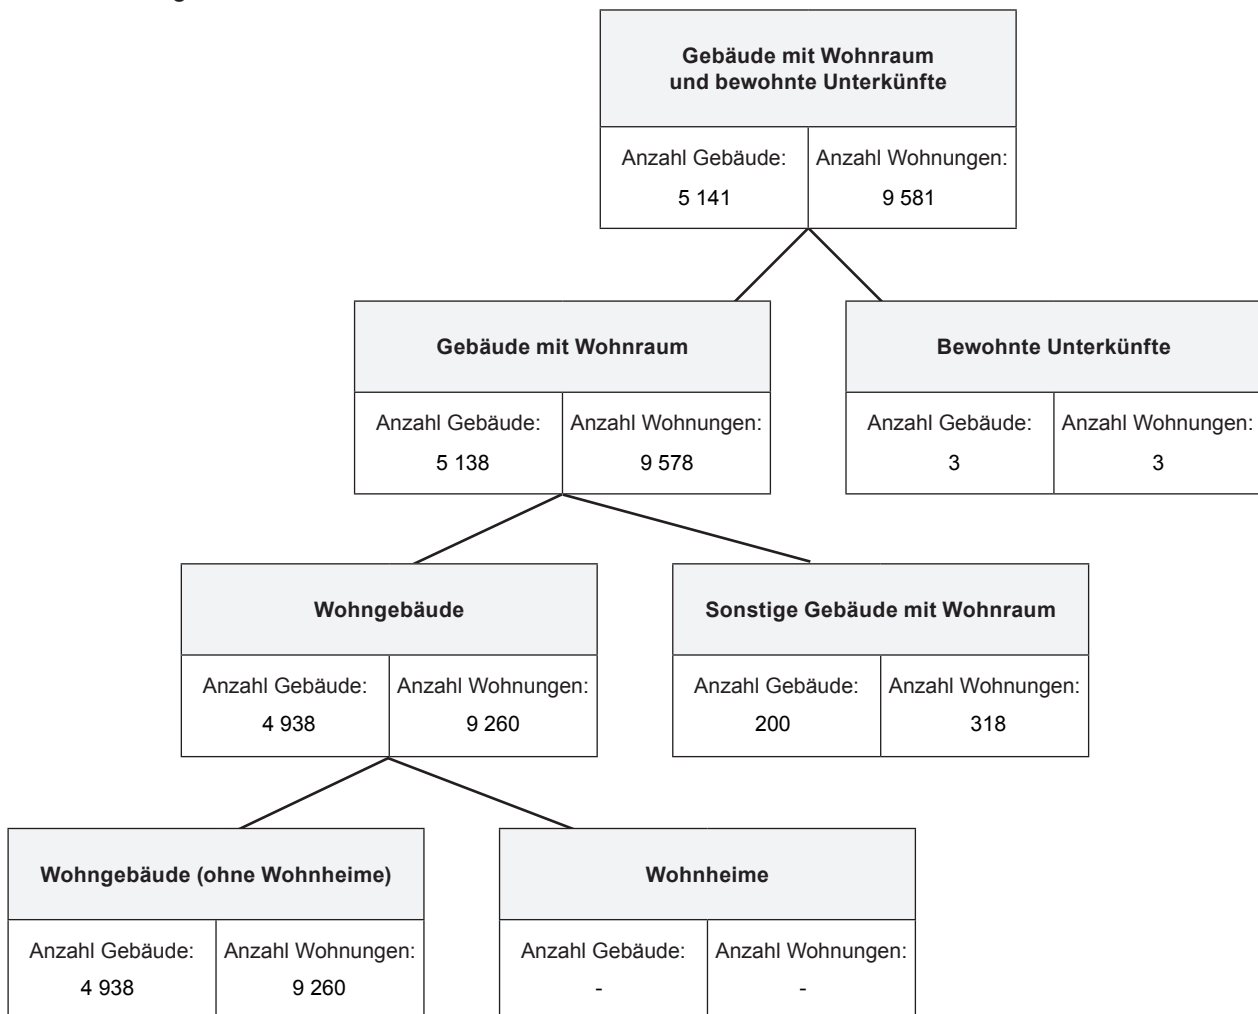 Gebäude mit Wohnraum
und bewohnte Unterkünfte
Anzahl Gebäude: Anzahl Wohnungen:
5 141 9 581
Gebäude mit Wohnraum Bewohnte Unterkünfte
Anzahl Gebäude: Anzahl Wohnungen: Anzahl Gebäude: Anzahl Wohnungen:
5 138 9 578 3 3
Wohngebäude Sonstige Gebäude mit Wohnraum
Anzahl Gebäude: Anzahl Wohnungen: Anzahl Gebäude: Anzahl Wohnungen:
4 938 9 260 200 318
Wohngebäude (ohne Wohnheime) Wohnheime
Anzahl Gebäude: Anzahl Wohnungen: Anzahl Gebäude: Anzahl Wohnungen:
4 938 9 260 - -